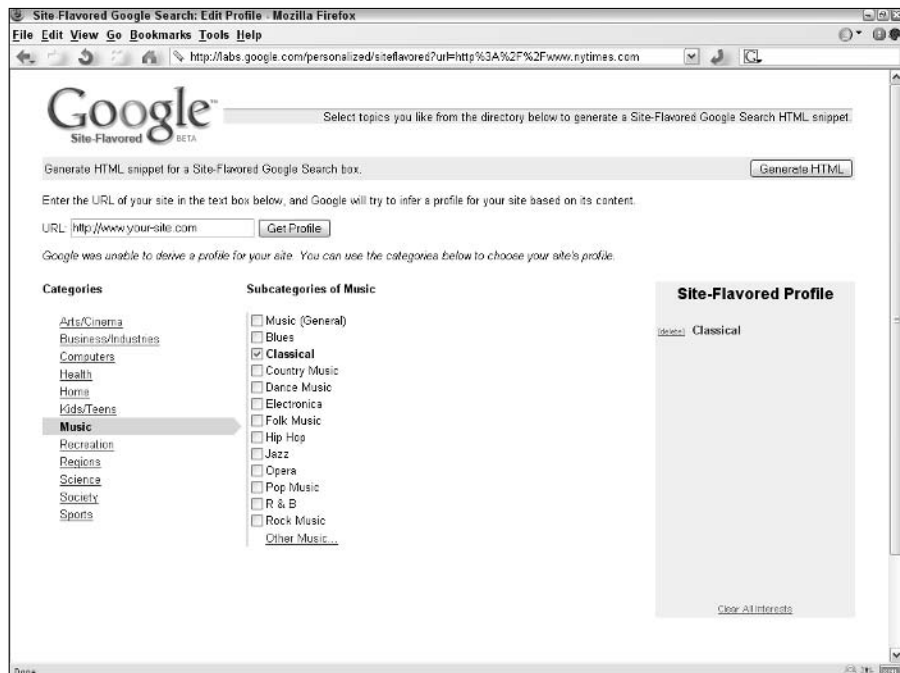 Site-Flavored Google Search: Edit Profile - Mozilla Firefox
File Edit View Go Bookmarks Tools Help
http://labs.google.com/personalized/siteflavored?url=http%3A%2F%2Fwww.nytimes.com
G
Google™
Site-Flavored BETA
Select topics you like from the directory below to generate a Site-Flavored Google Search HTML snippet.
Generate HTML snippet for a Site-Flavored Google Search box.
Generate HTML
Enter the URL of your site in the text box below, and Google will try to infer a profile for your site based on its content.
URL: http://www.your-site.com Get Profile
Google was unable to derive a profile for your site. You can use the categories below to choose your site's profile.
Categories
Arts/Cinema
Business/Industries
Computers
Health
Home
Kids/Teens
Music
Recreation
Regions
Science
Society
Sports
Subcategories of Music
Music (General)
Blues
Classical
Country Music
Dance Music
Electronica
Folk Music
Hip Hop
Jazz
Opera
Pop Music
R & B
Rock Music
Other Music...
Site-Flavored Profile
[delete] Classical
Clear All Interests
Done